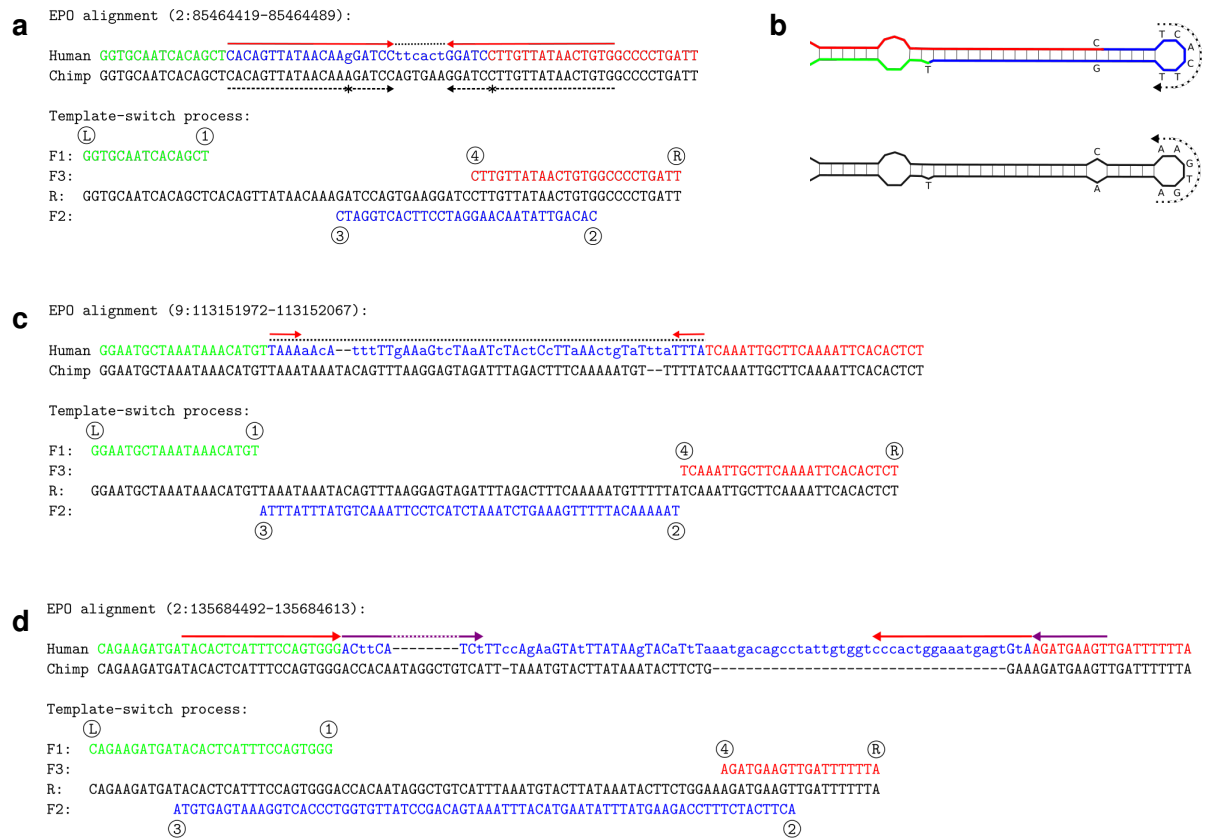 a
EPO alignment (2:85464419-85464489):
Human GGTGCAATCACAGCTCACAGTTATAACAAgGATCCttcactGGATCCTTGTTATAACTGTGGCCCCTGATT
Chimp GGTGCAATCACAGCTCACAGTTATAACAAAGATCCAGTGAAGGATCCTTGTTATAACTGTGGCCCCTGATT
* *
Template-switch process:
L 1
F1: GGTGCAATCACAGCT
4 R
F3: CTTGTTATAACTGTGGCCCCTGATT
R: GGTGCAATCACAGCTCACAGTTATAACAAAGATCCAGTGAAGGATCCTTGTTATAACTGTGGCCCCTGATT
F2: CTAGGTCACTTCCTAGGAACAATATTGACAC
3 2
b
T C A C T T
C
G
T
A A G T G A
C
A
T
c
EPO alignment (9:113151972-113152067):
Human GGAATGCTAAATAAACATGTTAAAaAcA--tttTTgAAaGtcTAaATcTActCcTTaAActgTaTttaTTTATCAAATTGCTTCAAAATTCACACTCT
Chimp GGAATGCTAAATAAACATGTTAAATAAATACAGTTTAAGGAGTAGATTTAGACTTTCAAAAATGT--TTTTATCAAATTGCTTCAAAATTCACACTCT
Template-switch process:
L 1
F1: GGAATGCTAAATAAACATGT
4 R
F3: TCAAATTGCTTCAAAATTCACACTCT
R: GGAATGCTAAATAAACATGTTAAATAAATACAGTTTAAGGAGTAGATTTAGACTTTCAAAAATGTTTTTATCAAATTGCTTCAAAATTCACACTCT
F2: ATTTATTTATGTCAAATTCCTCATCTAAATCTGAAAGTTTTTACAAAAAT
3 2
d
EPO alignment (2:135684492-135684613):
Human CAGAAGATGATACACTCATTTCCAGTGGGACttCA--------TCtTTccAgAaGTAtTTATAAgTACAtTTaaatgacagcctattgtggtcccactggaaatgagtGtAAGATGAAGTTGATTTTTTA
Chimp CAGAAGATGATACACTCATTTCCAGTGGGACCACAATAGGCTGTCATT-TAAATGTACTTATAAATACTTCTG-----------------------------------GAAAGATGAAGTTGATTTTTTA
Template-switch process:
L 1
F1: CAGAAGATGATACACTCATTTCCAGTGGG
4 R
F3: AGATGAAGTTGATTTTTTA
R: CAGAAGATGATACACTCATTTCCAGTGGGACCACAATAGGCTGTCATTTAAATGTACTTATAAATACTTCTGGAAAGATGAAGTTGATTTTTTA
F2: ATGTGAGTAAAGGTCACCCTGGTGTTATCCGACAGTAAATTTACATGAATATTTATGAAGACCTTTCTACTTCA
3 2